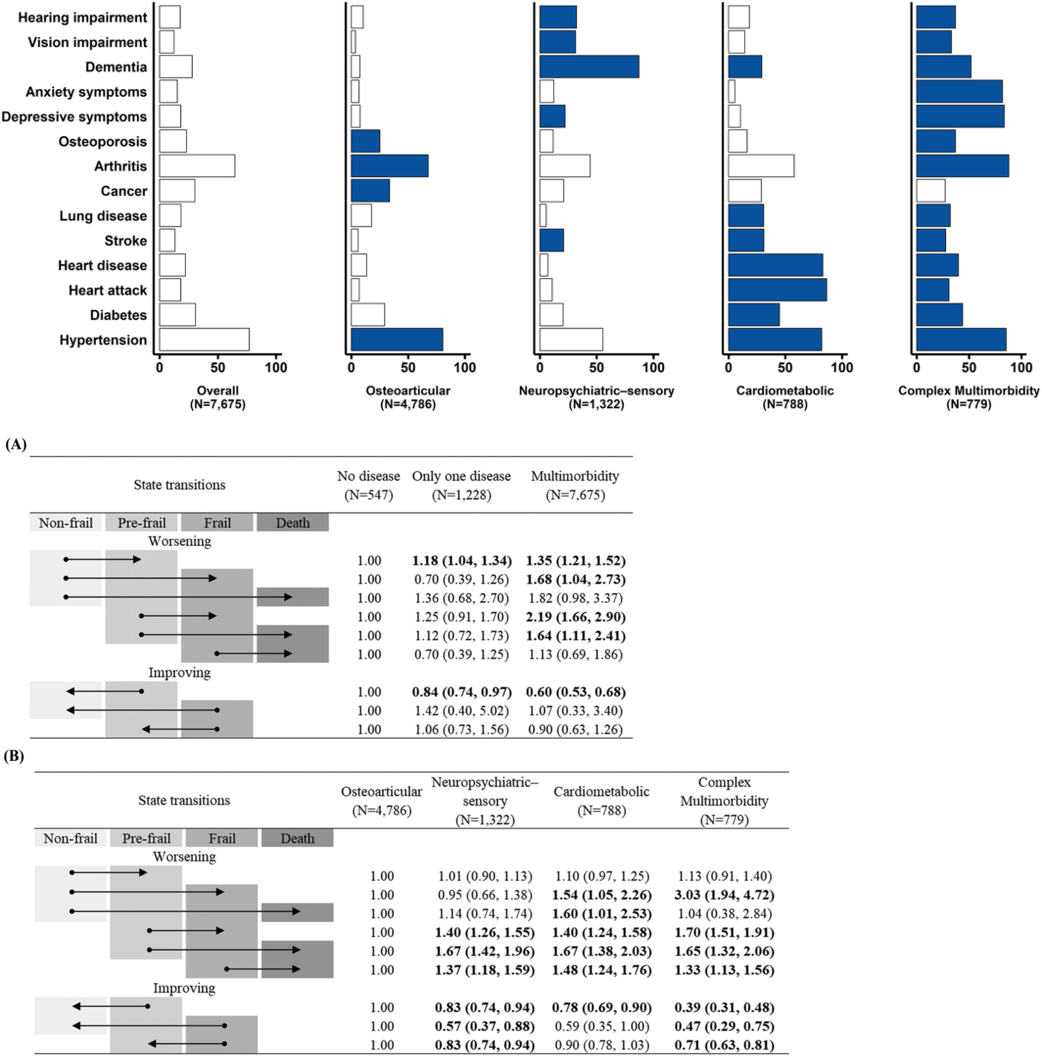 Hearing impairment
Vision impairment
Dementia
Anxiety symptoms
Depressive symptoms
Osteoporosis
Arthritis
Cancer
Lung disease
Stroke
Heart disease
Heart attack
Diabetes
Hypertension
0 50 100 0 50 100 0 50 100 0 50 100 0 50 100
Overall Osteoarticular Neuropsychiatric–sensory Cardiometabolic Complex Multimorbidity
(N=7,675) (N=4,786) (N=1,322) (N=788) (N=779)
(A)
State transitions No disease Only one disease Multimorbidity
(N=547) (N=1,228) (N=7,675)
Non-frail Pre-frail Frail Death
Worsening
1.00 1.18 (1.04, 1.34) 1.35 (1.21, 1.52)
1.00 0.70 (0.39, 1.26) 1.68 (1.04, 2.73)
1.00 1.36 (0.68, 2.70) 1.82 (0.98, 3.37)
1.00 1.25 (0.91, 1.70) 2.19 (1.66, 2.90)
1.00 1.12 (0.72, 1.73) 1.64 (1.11, 2.41)
1.00 0.70 (0.39, 1.25) 1.13 (0.69, 1.86)
Improving
1.00 0.84 (0.74, 0.97) 0.60 (0.53, 0.68)
1.00 1.42 (0.40, 5.02) 1.07 (0.33, 3.40)
1.00 1.06 (0.73, 1.56) 0.90 (0.63, 1.26)
(B)
State transitions Osteoarticular (N=4,786) Neuropsychiatric–sensory (N=1,322) Cardiometabolic (N=788) Complex Multimorbidity (N=779)
Non-frail Pre-frail Frail Death
Worsening
1.00 1.01 (0.90, 1.13) 1.10 (0.97, 1.25) 1.13 (0.91, 1.40)
1.00 0.95 (0.66, 1.38) 1.54 (1.05, 2.26) 3.03 (1.94, 4.72)
1.00 1.14 (0.74, 1.74) 1.60 (1.01, 2.53) 1.04 (0.38, 2.84)
1.00 1.40 (1.26, 1.55) 1.40 (1.24, 1.58) 1.70 (1.51, 1.91)
1.00 1.67 (1.42, 1.96) 1.67 (1.38, 2.03) 1.65 (1.32, 2.06)
1.00 1.37 (1.18, 1.59) 1.48 (1.24, 1.76) 1.33 (1.13, 1.56)
Improving
1.00 0.83 (0.74, 0.94) 0.78 (0.69, 0.90) 0.39 (0.31, 0.48)
1.00 0.57 (0.37, 0.88) 0.59 (0.35, 1.00) 0.47 (0.29, 0.75)
1.00 0.83 (0.74, 0.94) 0.90 (0.78, 1.03) 0.71 (0.63, 0.81)